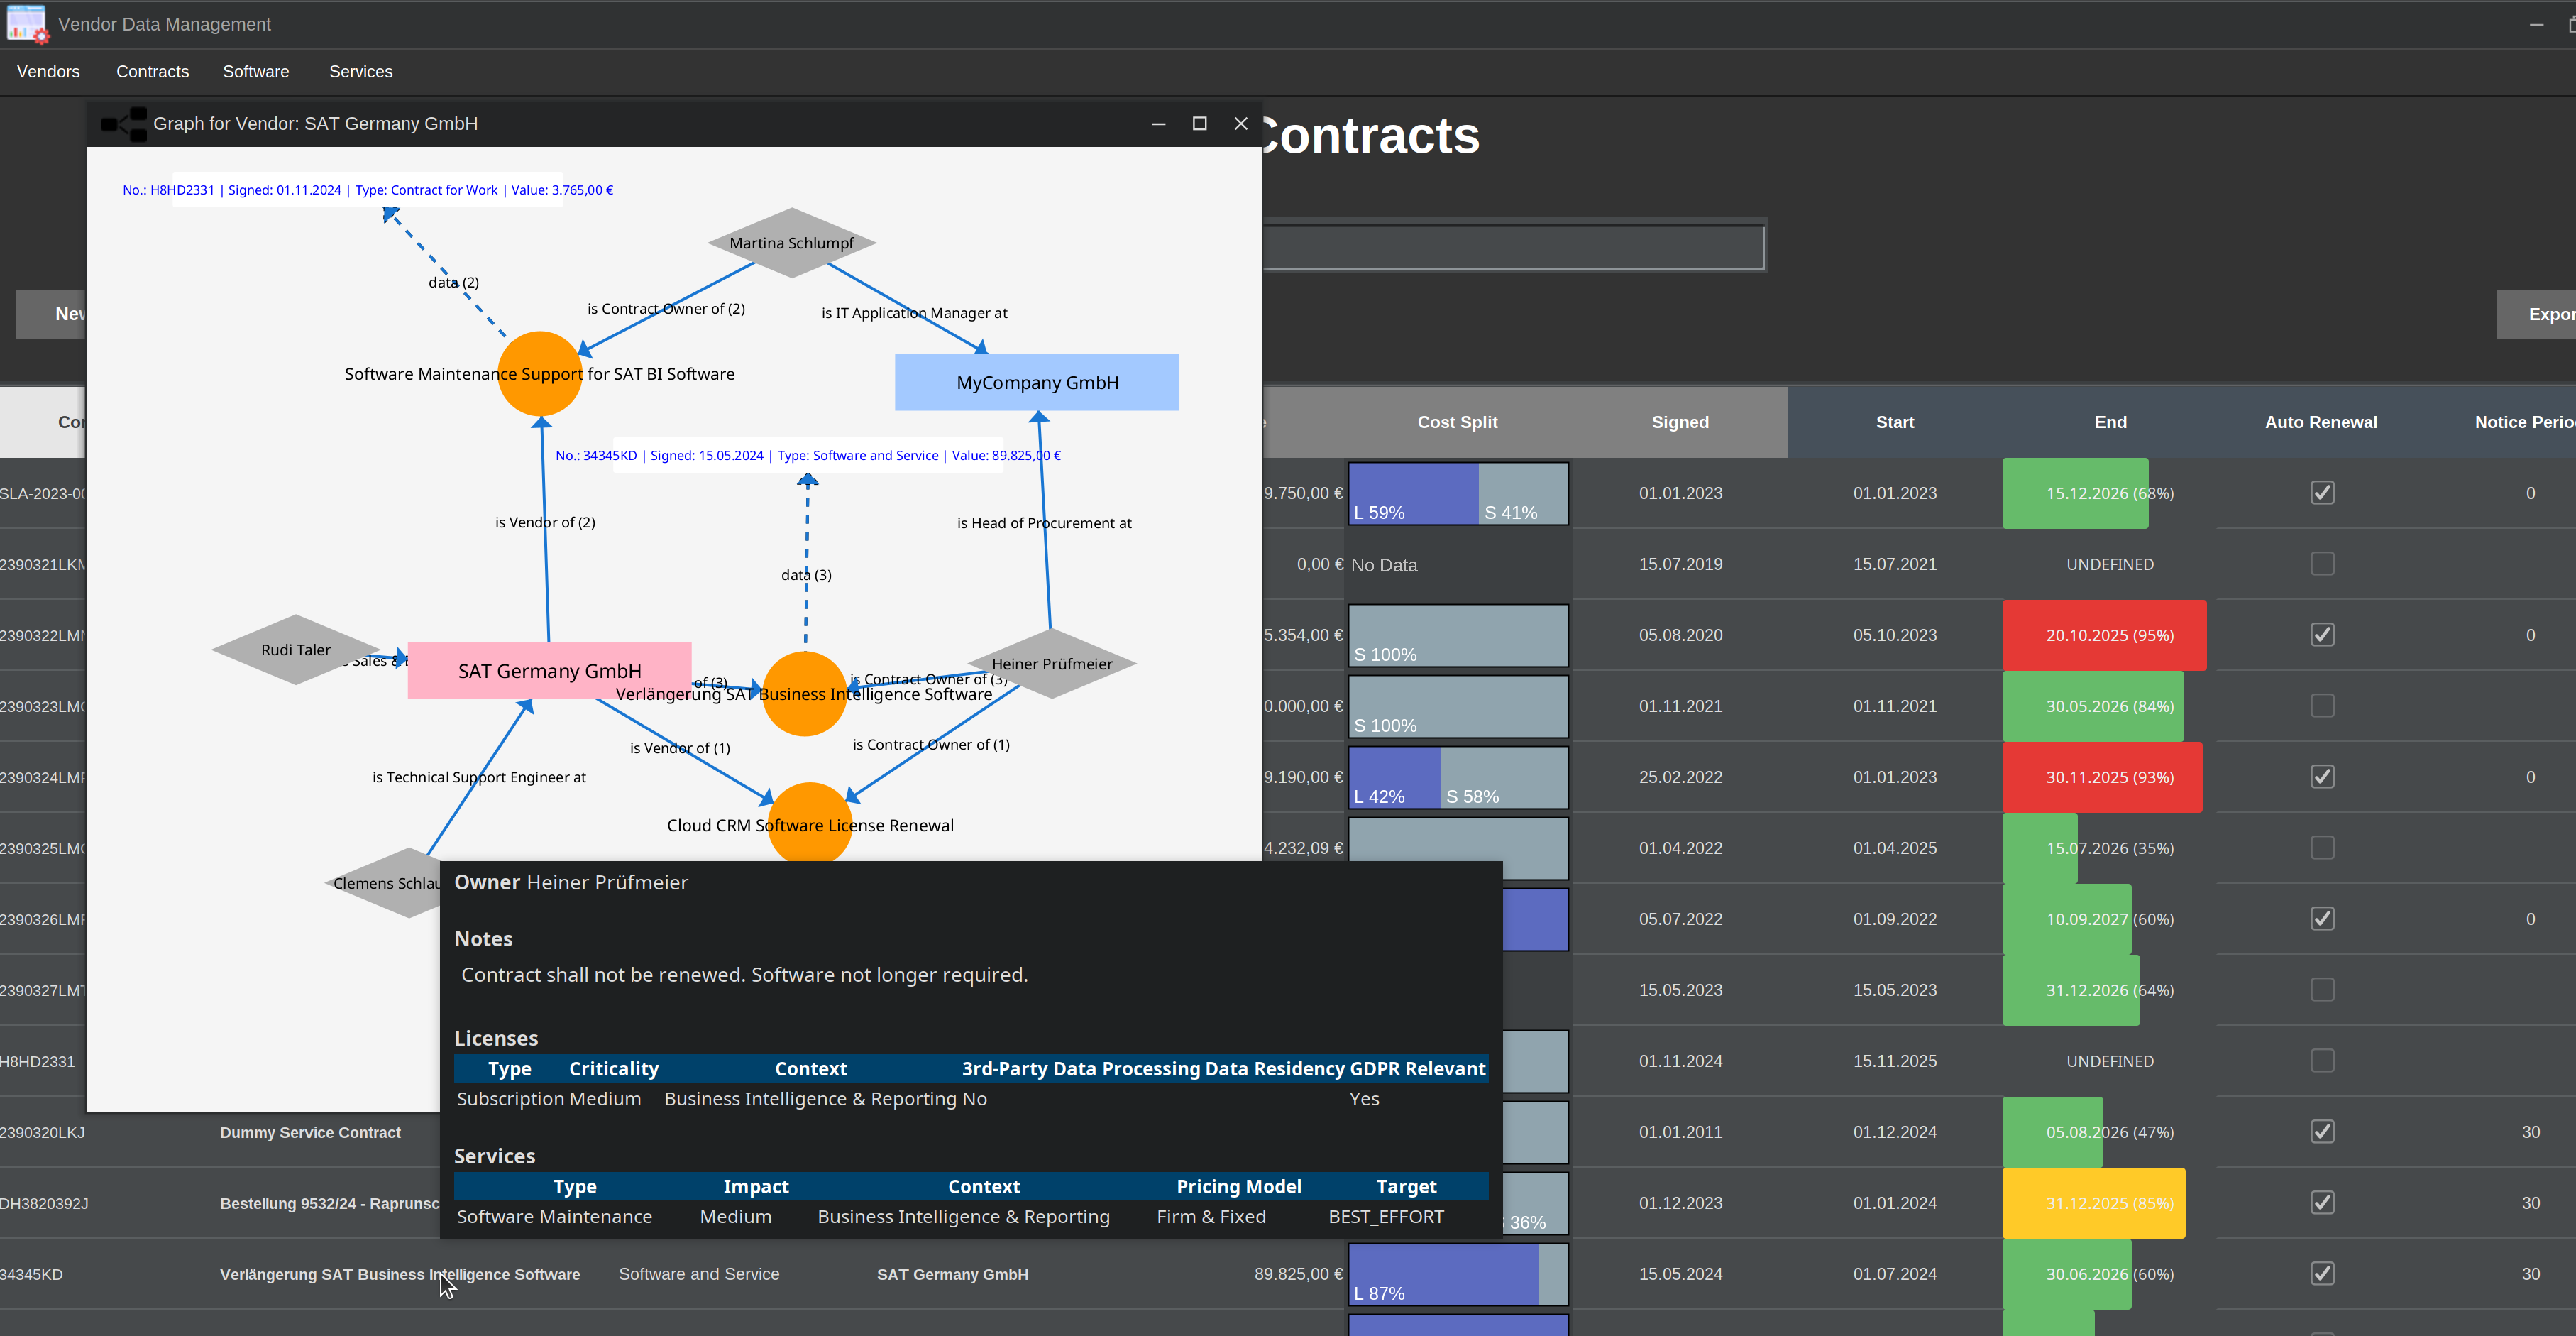 Vendor Data Management
Vendors Contracts Software Services
Graph for Vendor: SAT Germany GmbH
Contracts
No.: H8HD2331 | Signed: 01.11.2024 | Type: Contract for Work | Value: 3.765,00 €
Martina Schlumpf
data (2)
is Contract Owner of (2)
is IT Application Manager at
Software Maintenance Support for SAT BI Software
MyCompany GmbH
No.: 34345KD | Signed: 15.05.2024 | Type: Software and Service | Value: 89.825,00 €
is Vendor of (2)
is Head of Procurement at
data (3)
Rudi Taler
Sales &
SAT Germany GmbH
of (3)
Verlängerung SAT Business Intelligence Software
is Contract Owner of (3)
Heiner Prüfmeier
is Vendor of (1)
is Contract Owner of (1)
is Technical Support Engineer at
Cloud CRM Software License Renewal
Clemens
Owner Heiner Prüfmeier
Notes
Contract shall not be renewed. Software not longer required.
Licenses
Type Criticality Context 3rd-Party Data Processing Data Residency GDPR Relevant
Subscription Medium Business Intelligence & Reporting No Yes
Services
Type Impact Context Pricing Model Target
Software Maintenance Medium Business Intelligence & Reporting Firm & Fixed BEST_EFFORT
Cost Split Signed Start End Auto Renewal Notice
9.750,00 € L 59% S 41% 01.01.2023 01.01.2023 15.12.2026 (68%) 0
0,00 € No Data 15.07.2019 15.07.2021 UNDEFINED
5.354,00 € S 100% 05.08.2020 05.10.2023 20.10.2025 (95%) 0
0.000,00 € S 100% 01.11.2021 01.11.2021 30.05.2026 (84%)
9.190,00 € L 42% S 58% 25.02.2022 01.01.2023 30.11.2025 (93%) 0
4.232,09 € 01.04.2022 01.04.2025 15.07.2026 (35%)
05.07.2022 01.09.2022 10.09.2027 (60%) 0
15.05.2023 15.05.2023 31.12.2026 (64%)
H8HD2331 01.11.2024 15.11.2025 UNDEFINED
2390320LKJ Dummy Service Contract 01.01.2011 01.12.2024 05.08.2026 (47%) 30
DH3820392J Bestellung 9532/24 - 36% 01.12.2023 01.01.2024 31.12.2025 (85%) 30
34345KD Verlängerung SAT Business Intelligence Software Software and Service SAT Germany GmbH 89.825,00 € L 87% 15.05.2024 01.07.2024 30.06.2026 (60%) 30